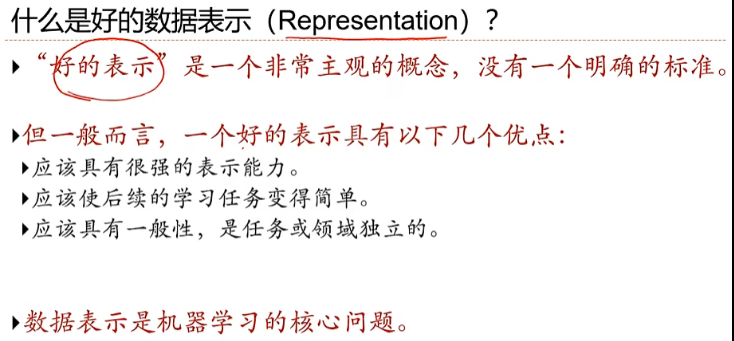 什么是好的数据表示（Representation）？
“好的表示”是一个非常主观的概念，没有一个明确的标准。
但一般而言，一个好的表示具有以下几个优点：
应该具有很强的表示能力。
应该使后续的学习任务变得简单。
应该具有一般性，是任务或领域独立的。
数据表示是机器学习的核心问题。